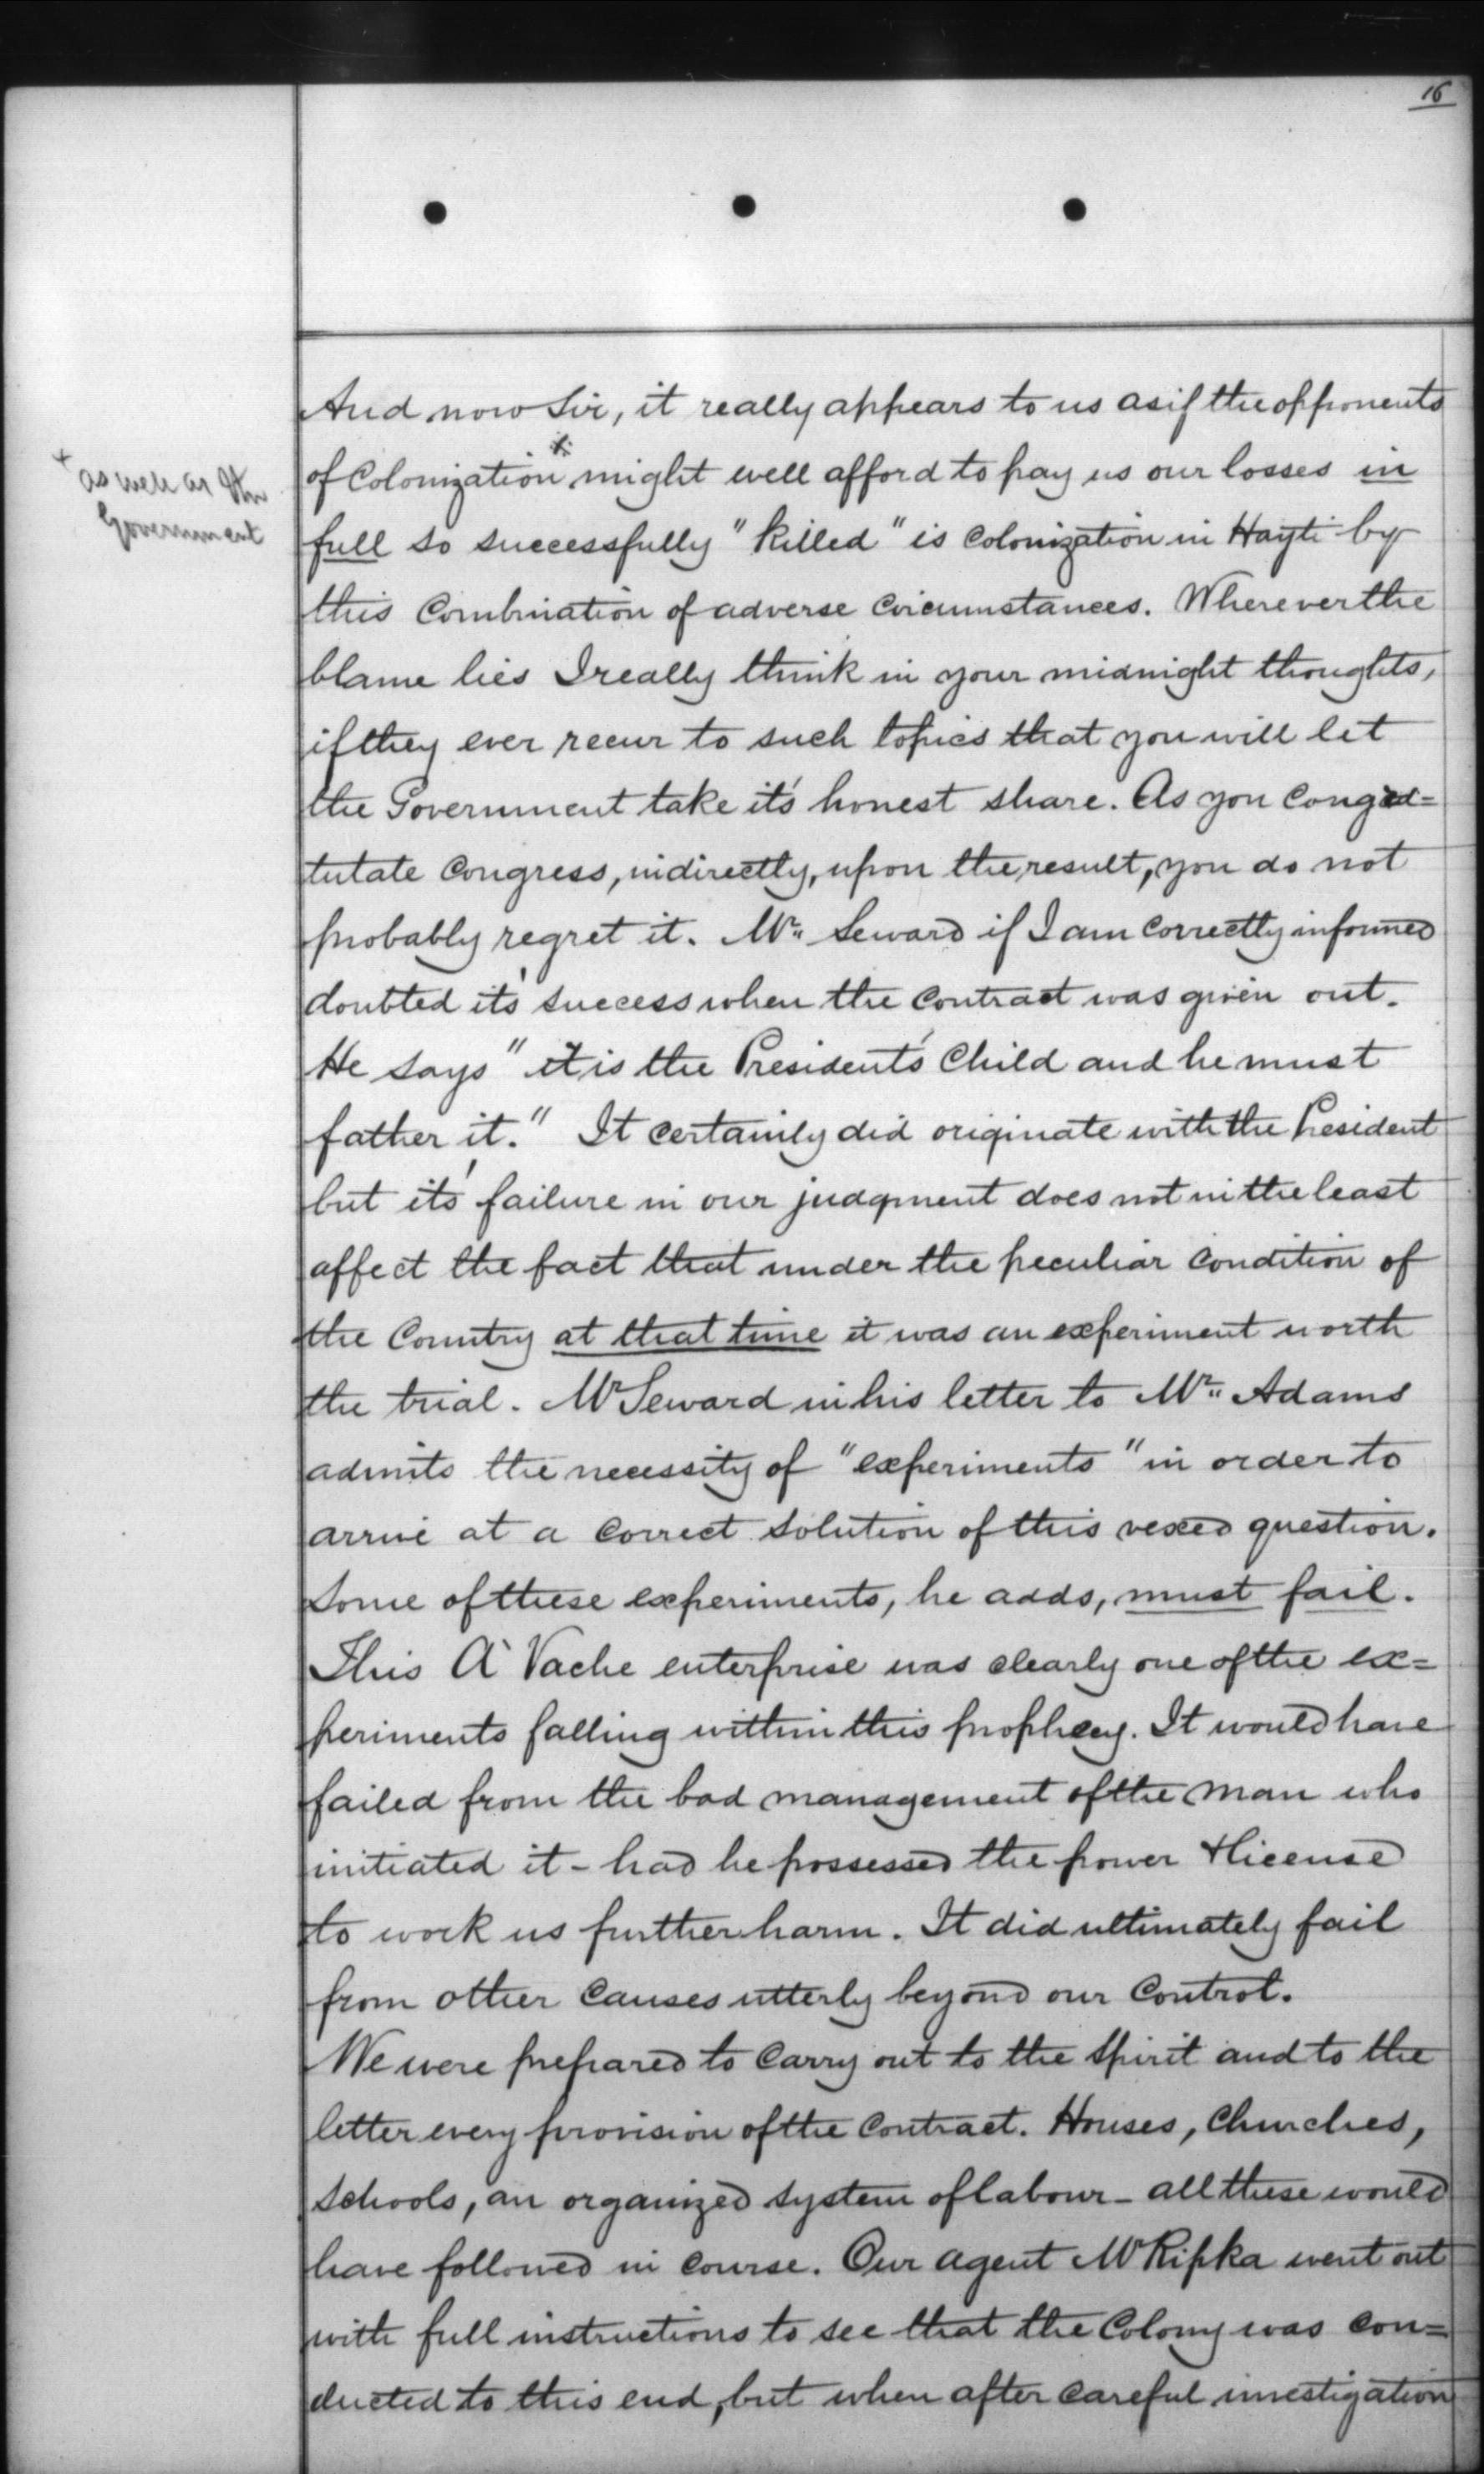 16
And now Sir, it really appears to us as if the opponents
of Colonization + might well afford to pay us our losses in
+ as well as the
Government
full so successfully "killed" is Colonization in Hayti by
this Combination of adverse Circumstances. Wherever the
blame lies I really think in your midnight thoughts,
if they ever recur to such topics that you will let
the Government take it's honest share. As you Congrat=
tulate Congress, indirectly, upon the result, you do not
probably regret it. Mr. Seward if I am Correctly informed
doubted it's success when the Contract was given out.
He says "it is the President's Child and he must
father it." It certainly did originate with the President
but it's failure in our judgment does not in the least
affect the fact that under the peculiar Condition of
the Country at that time it was an experiment worth
the trial. Mr Seward in his letter to Mr. Adams
admits the necessity of "experiments" in order to
arrive at a Correct Solution of this vexed question.
Some of these experiments, he adds, must fail.
This A' Vache enterprise was clearly one of the ex=
periments falling within this prophecy. It would have
failed from the bad management of the man who
initiated it - had he possessed the power & license
to work us further harm. It did ultimately fail
from other Causes utterly beyond our Control.
We were prepared to Carry out to the Spirit and to the
letter every provision of the Contract. Houses, Churches,
Schools, an organized System of labour - all these would
have followed in Course. Our Agent Mr Ripka went out
with full instructions to see that the Colony was Con=
ducted to this end, but when after Careful investigation